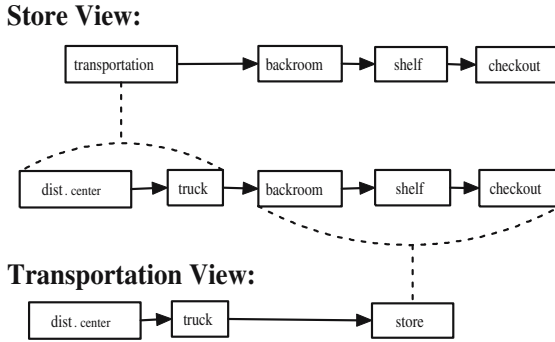 Store View:
transportation backroom shelf checkout
dist. center truck backroom shelf checkout
Transportation View:
dist. center truck store